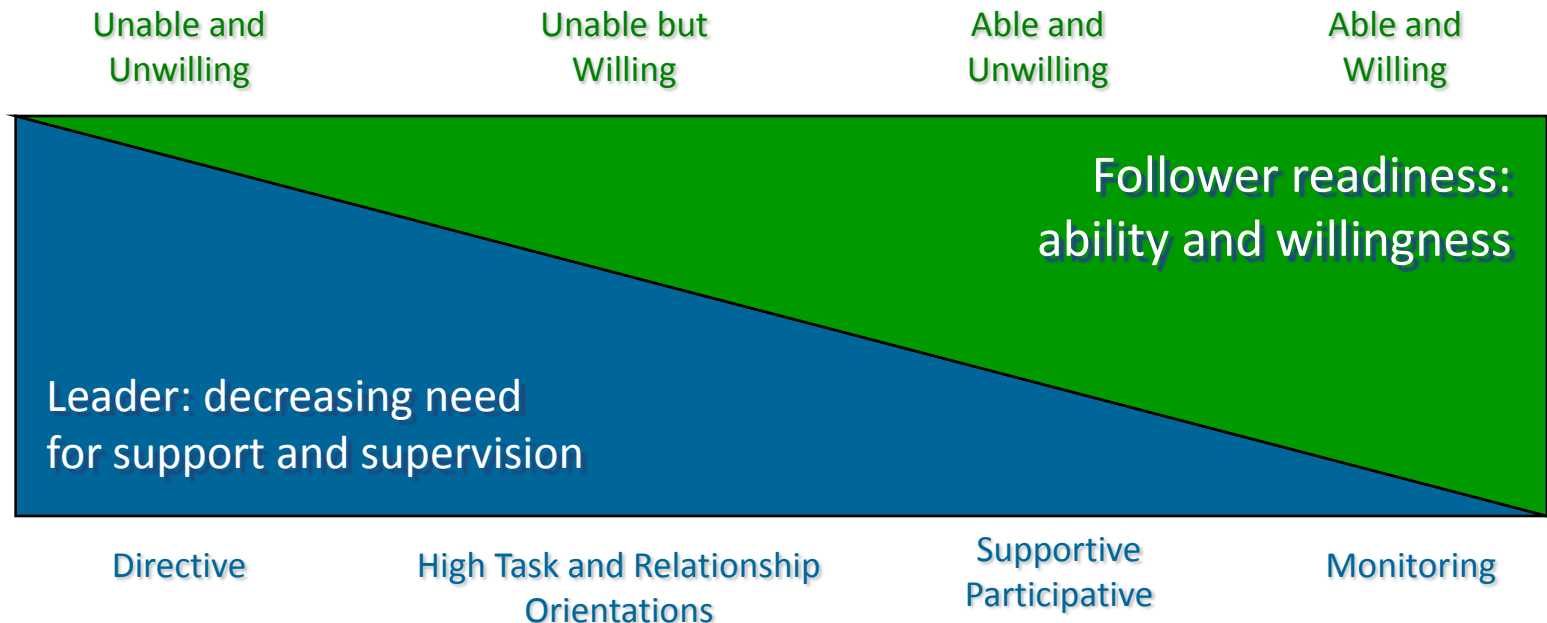 Unable and
Unwilling
Unable but
Willing
Able and
Unwilling
Able and
Willing
Follower readiness:
ability and willingness
Leader: decreasing need
for support and supervision
Directive
High Task and Relationship
Orientations
Supportive
Participative
Monitoring